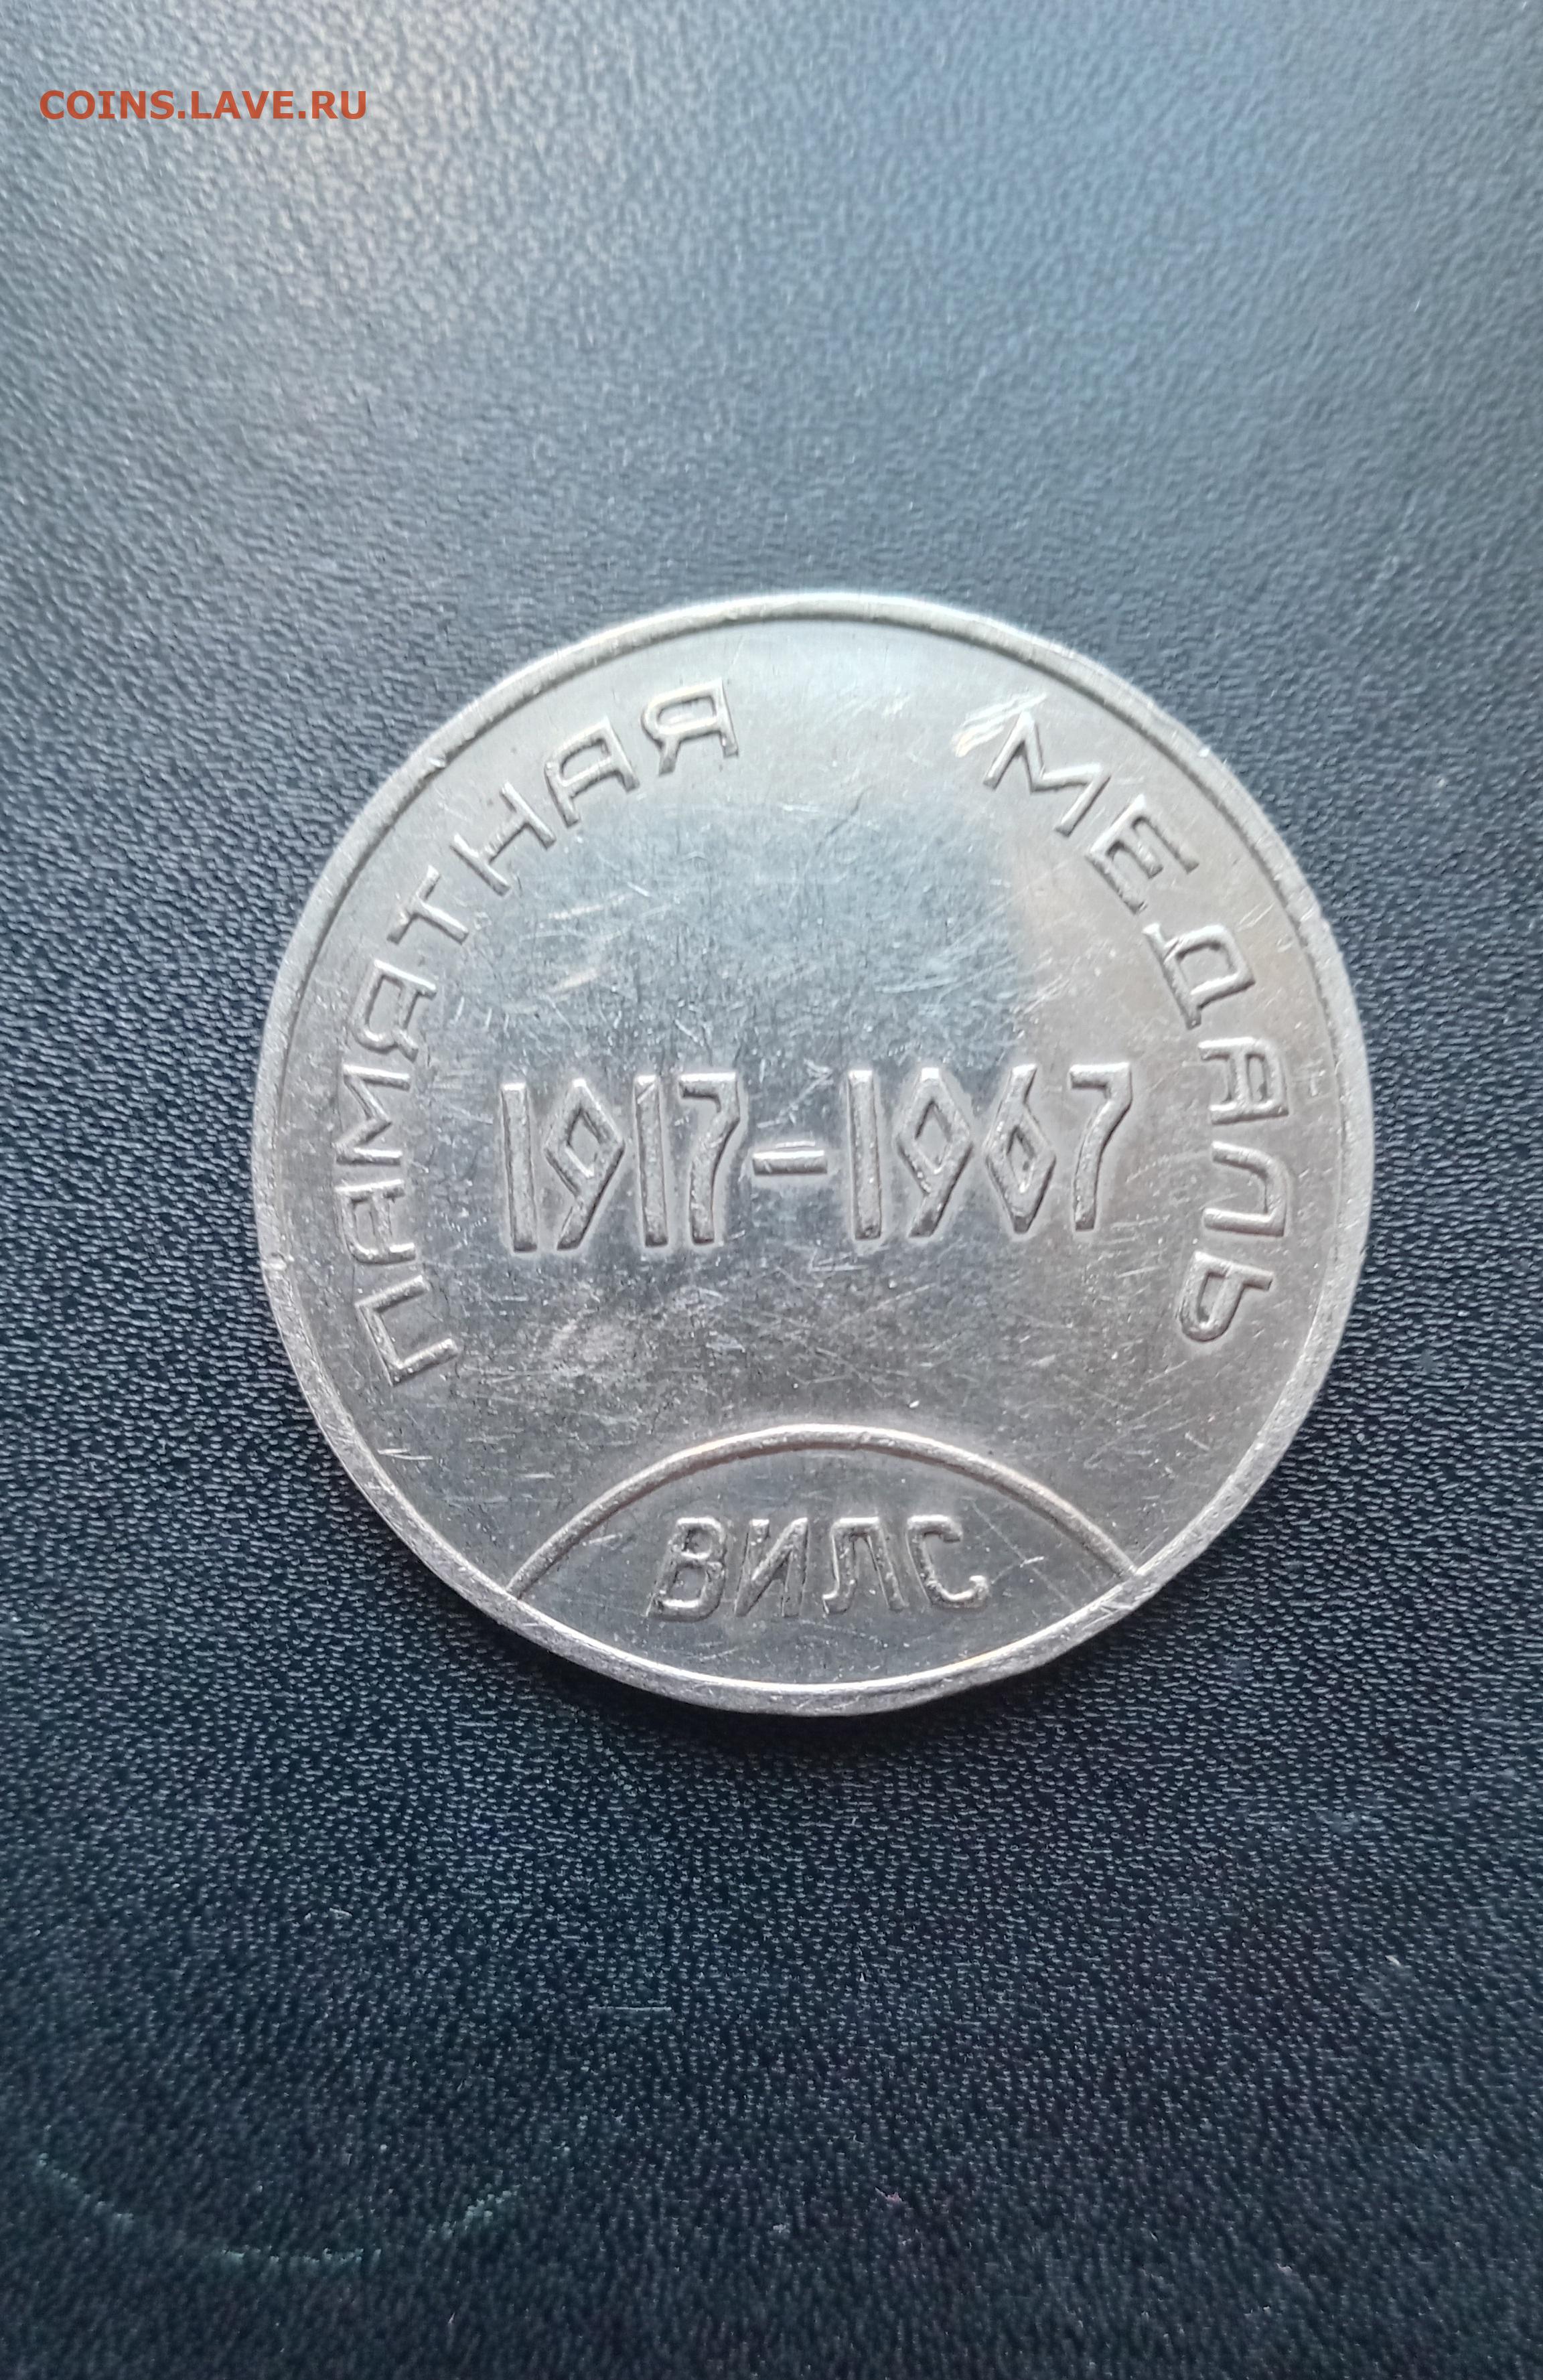 COINS.LAVE.RU
ПАМЯТНАЯ МЕДАЛЬ
1917-1967
ВИЛС